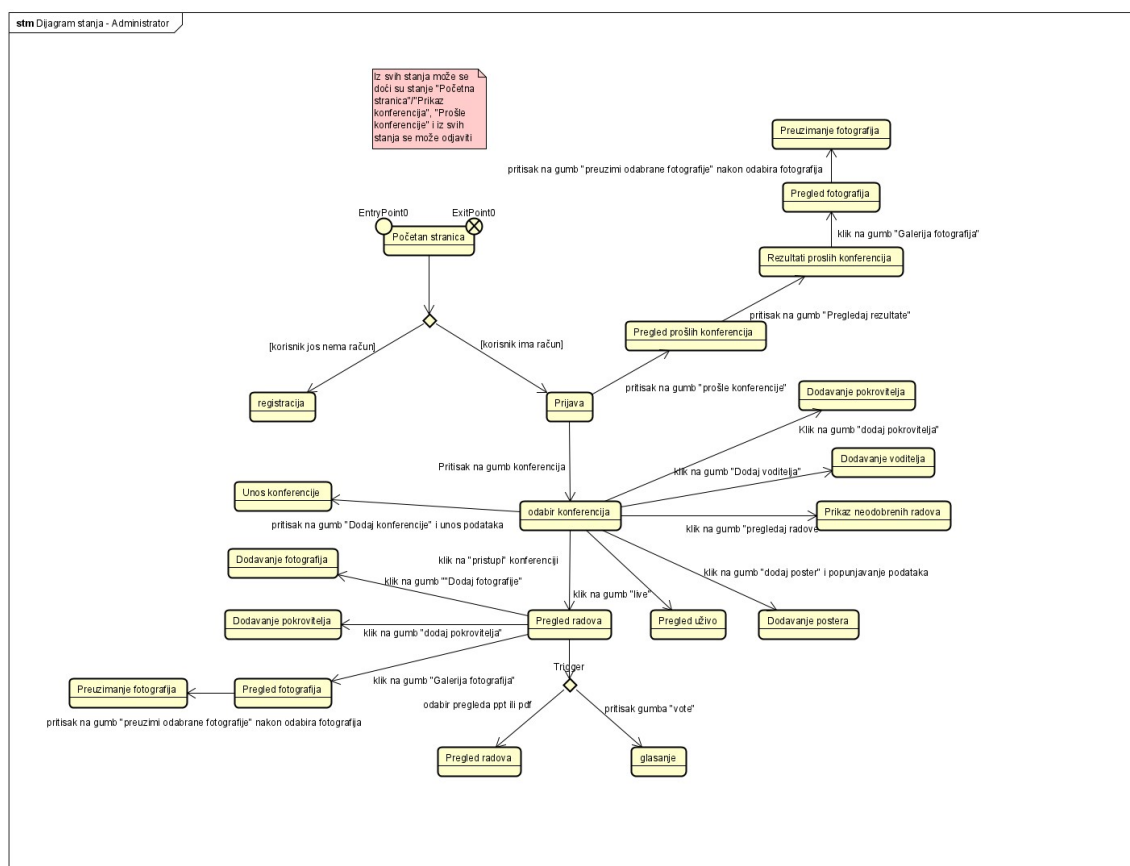 stm Dijagram stanja - Administrator
Iz svih stanja može se
doći su stanje "Početna
stranica"/"Prikaz
konferencija", "Prošle
konferencije" i iz svih
stanja se može odjaviti
Preuzimanje fotografija
pritisak na gumb "preuzimi odabrane fotografije" nakon odabira fotografija
Pregled fotografija
EntryPoint0
ExitPoint0
Početan stranica
klik na gumb "Galerija fotografija"
Rezultati proslih konferencija
pritisak na gumb "Pregledaj rezultate"
Pregled prošlih konferencija
[korisnik jos nema račun]
[korisnik ima račun]
pritisak na gumb "prošle konferencije"
registracija
Prijava
Dodavanje pokrovitelja
Klik na gumb "dodaj pokrovitelja"
Dodavanje voditelja
Pritisak na gumb konferencija
klik na gumb "Dodaj voditelja"
Unos konferencije
odabir konferencija
Prikaz neodobrenih radova
pritisak na gumb "Dodaj konferencije" i unos podataka
klik na gumb "pregledaj radove
klik na "pristupi" konferenciji
Dodavanje fotografija
klik na gumb ""Dodaj fotografije"
klik na gumb "dodaj poster" i popunjavanje podataka
klik na gumb "live"
Dodavanje pokrovitelja
Pregled radova
Pregled uživo
Dodavanje postera
klik na gumb "dodaj pokrovitelja"
Trigger
klik na gumb "Galerija fotografija"
Preuzimanje fotografija
Pregled fotografija
pritisak na gumb "preuzimi odabrane fotografije" nakon odabira fotografija
odabir pregleda ppt ili pdf
pritisak gumba "vote"
Pregled radova
glasanje